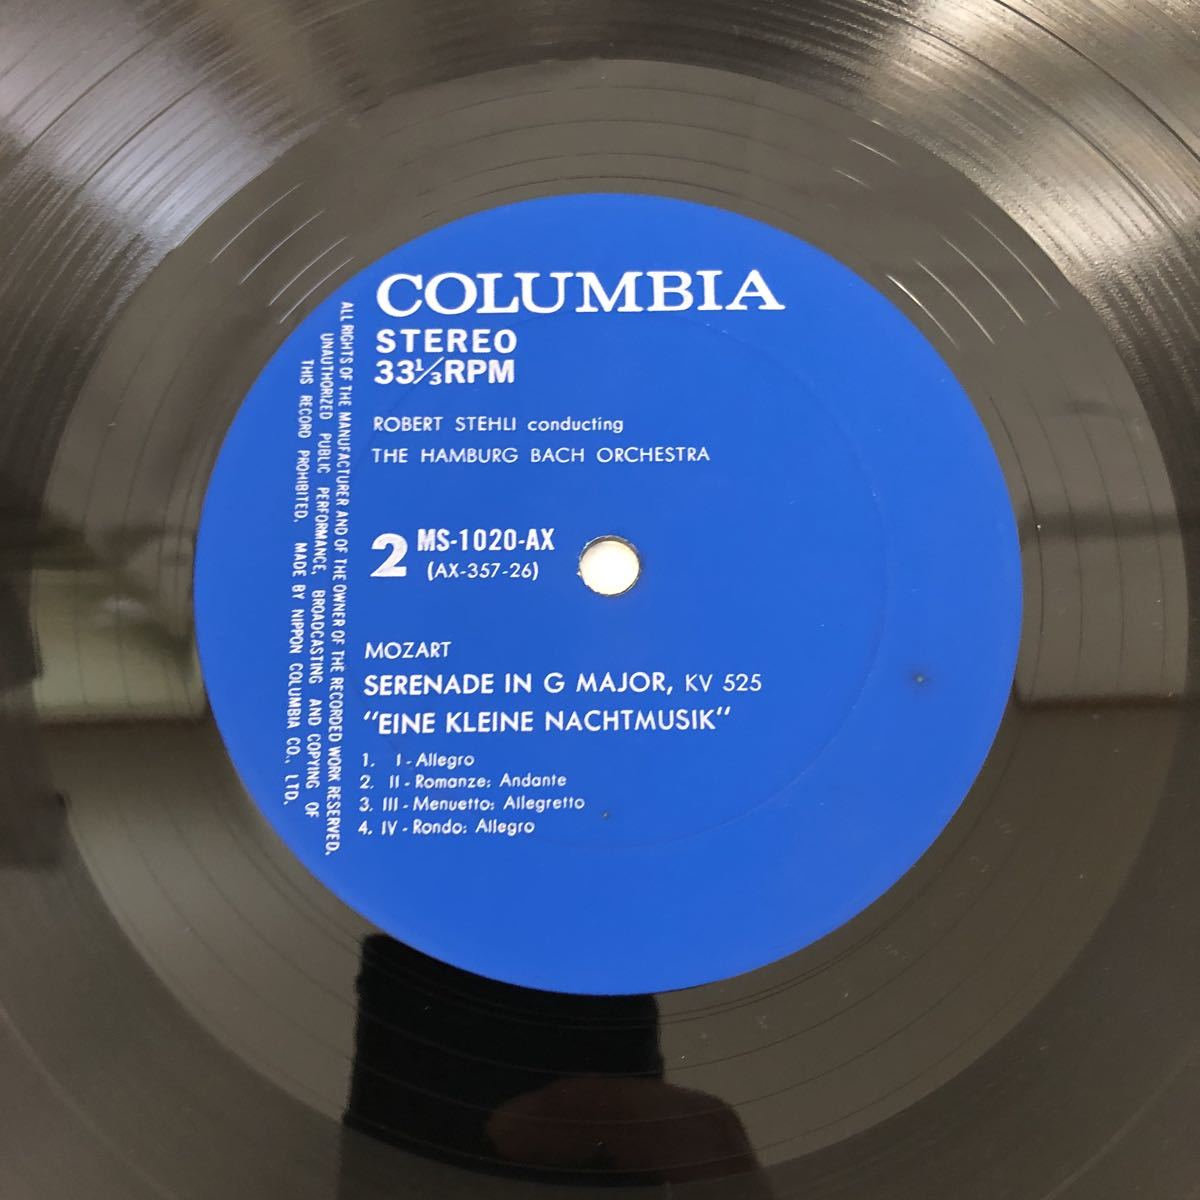 COLUMBIA
STEREO
33⅓RPM
ROBERT STEHLI conducting
THE HAMBURG BACH ORCHESTRA
2 MS-1020-AX
(AX-357-26)
MOZART
SERENADE IN G MAJOR, KV 525
"EINE KLEINE NACHTMUSIK"
1. I - Allegro
2. II - Romanze: Andante
3. III - Menuetto: Allegretto
4. IV - Rondo: Allegro
ALL RIGHTS OF THE MANUFACTURER AND OF THE OWNER OF THE RECORDED WORK RESERVED.
UNAUTHORIZED PUBLIC PERFORMANCE, BROADCASTING AND COPYING OF
THIS RECORD PROHIBITED. MADE BY NIPPON COLUMBIA CO., LTD.